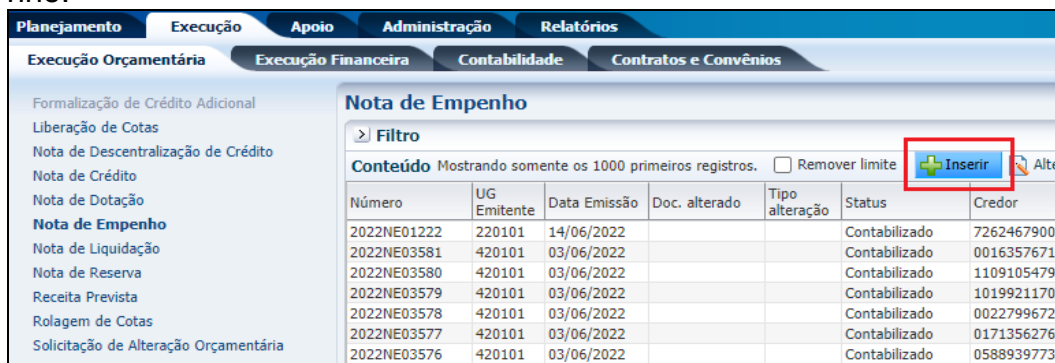 Planejamento Execução Apoio Administração Relatórios
Execução Orçamentária Execução Financeira Contabilidade Contratos e Convênios
Formalização de Crédito Adicional
Liberação de Cotas
Nota de Descentralização de Crédito
Nota de Crédito
Nota de Dotação
Nota de Empenho
Nota de Liquidação
Nota de Reserva
Receita Prevista
Rolagem de Cotas
Solicitação de Alteração Orçamentária
Nota de Empenho
Filtro
Conteúdo Mostrando somente os 1000 primeiros registros. Remover limite Inserir Alte
Número UG Emitente Data Emissão Doc. alterado Tipo alteração Status Credor
2022NE01222 220101 14/06/2022 Contabilizado 7262467900
2022NE03581 420101 03/06/2022 Contabilizado 0016357671
2022NE03580 420101 03/06/2022 Contabilizado 1109105479
2022NE03579 420101 03/06/2022 Contabilizado 1019921170
2022NE03578 420101 03/06/2022 Contabilizado 0022799672
2022NE03577 420101 03/06/2022 Contabilizado 0171356276
2022NE03576 420101 03/06/2022 Contabilizado 0588939773